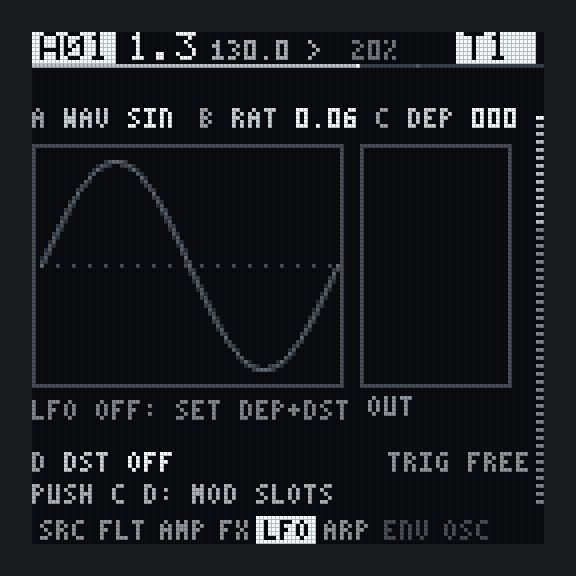 A01 1.3 130.0 > 20% T1
A WAV SIN B RAT 0.06 C DEP 000
LFO OFF: SET DEP+DST OUT
D DST OFF TRIG FREE
PUSH C D: MOD SLOTS
SRC FLT AMP FX LFO ARP ENV OSC